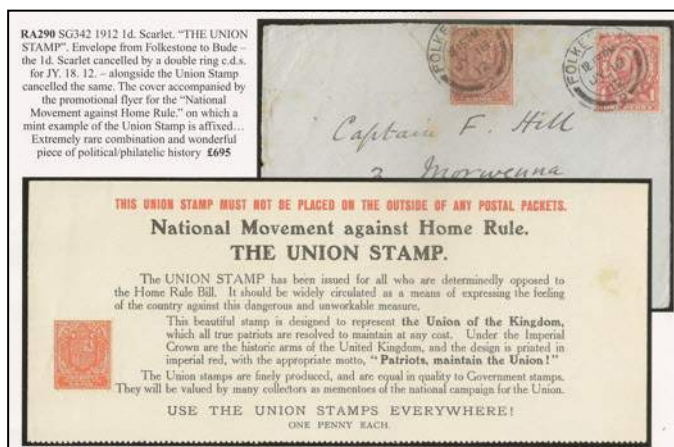 RA290 SG342 1912 1d. Scarlet. “THE UNION
STAMP”. Envelope from Folkestone to Bude –
the 1d. Scarlet cancelled by a double ring c.d.s.
for JY. 18. 12. – alongside the Union Stamp
cancelled the same. The cover accompanied by
the promotional flyer for the “National
Movement against Home Rule.” on which a
mint example of the Union Stamp is affixed…
Extremely rare combination and wonderful
piece of political/philatelic history £695
Captain F. Hill
Morwenna
THIS UNION STAMP MUST NOT BE PLACED ON THE OUTSIDE OF ANY POSTAL PACKETS.
National Movement against Home Rule.
THE UNION STAMP.
The UNION STAMP has been issued for all who are determinedly opposed to
the Home Rule Bill. It should be widely circulated as a means of expressing the feeling
of the country against this dangerous and unworkable measure.
This beautiful stamp is designed to represent the Union of the Kingdom,
which all true patriots are resolved to maintain at any cost. Under the Imperial
Crown are the historic arms of the United Kingdom, and the design is printed in
imperial red, with the appropriate motto, “Patriots, maintain the Union!”
The Union stamps are finely produced, and are equal in quality to Government stamps.
They will be valued by many collectors as mementoes of the national campaign for the Union.
USE THE UNION STAMPS EVERYWHERE!
ONE PENNY EACH.